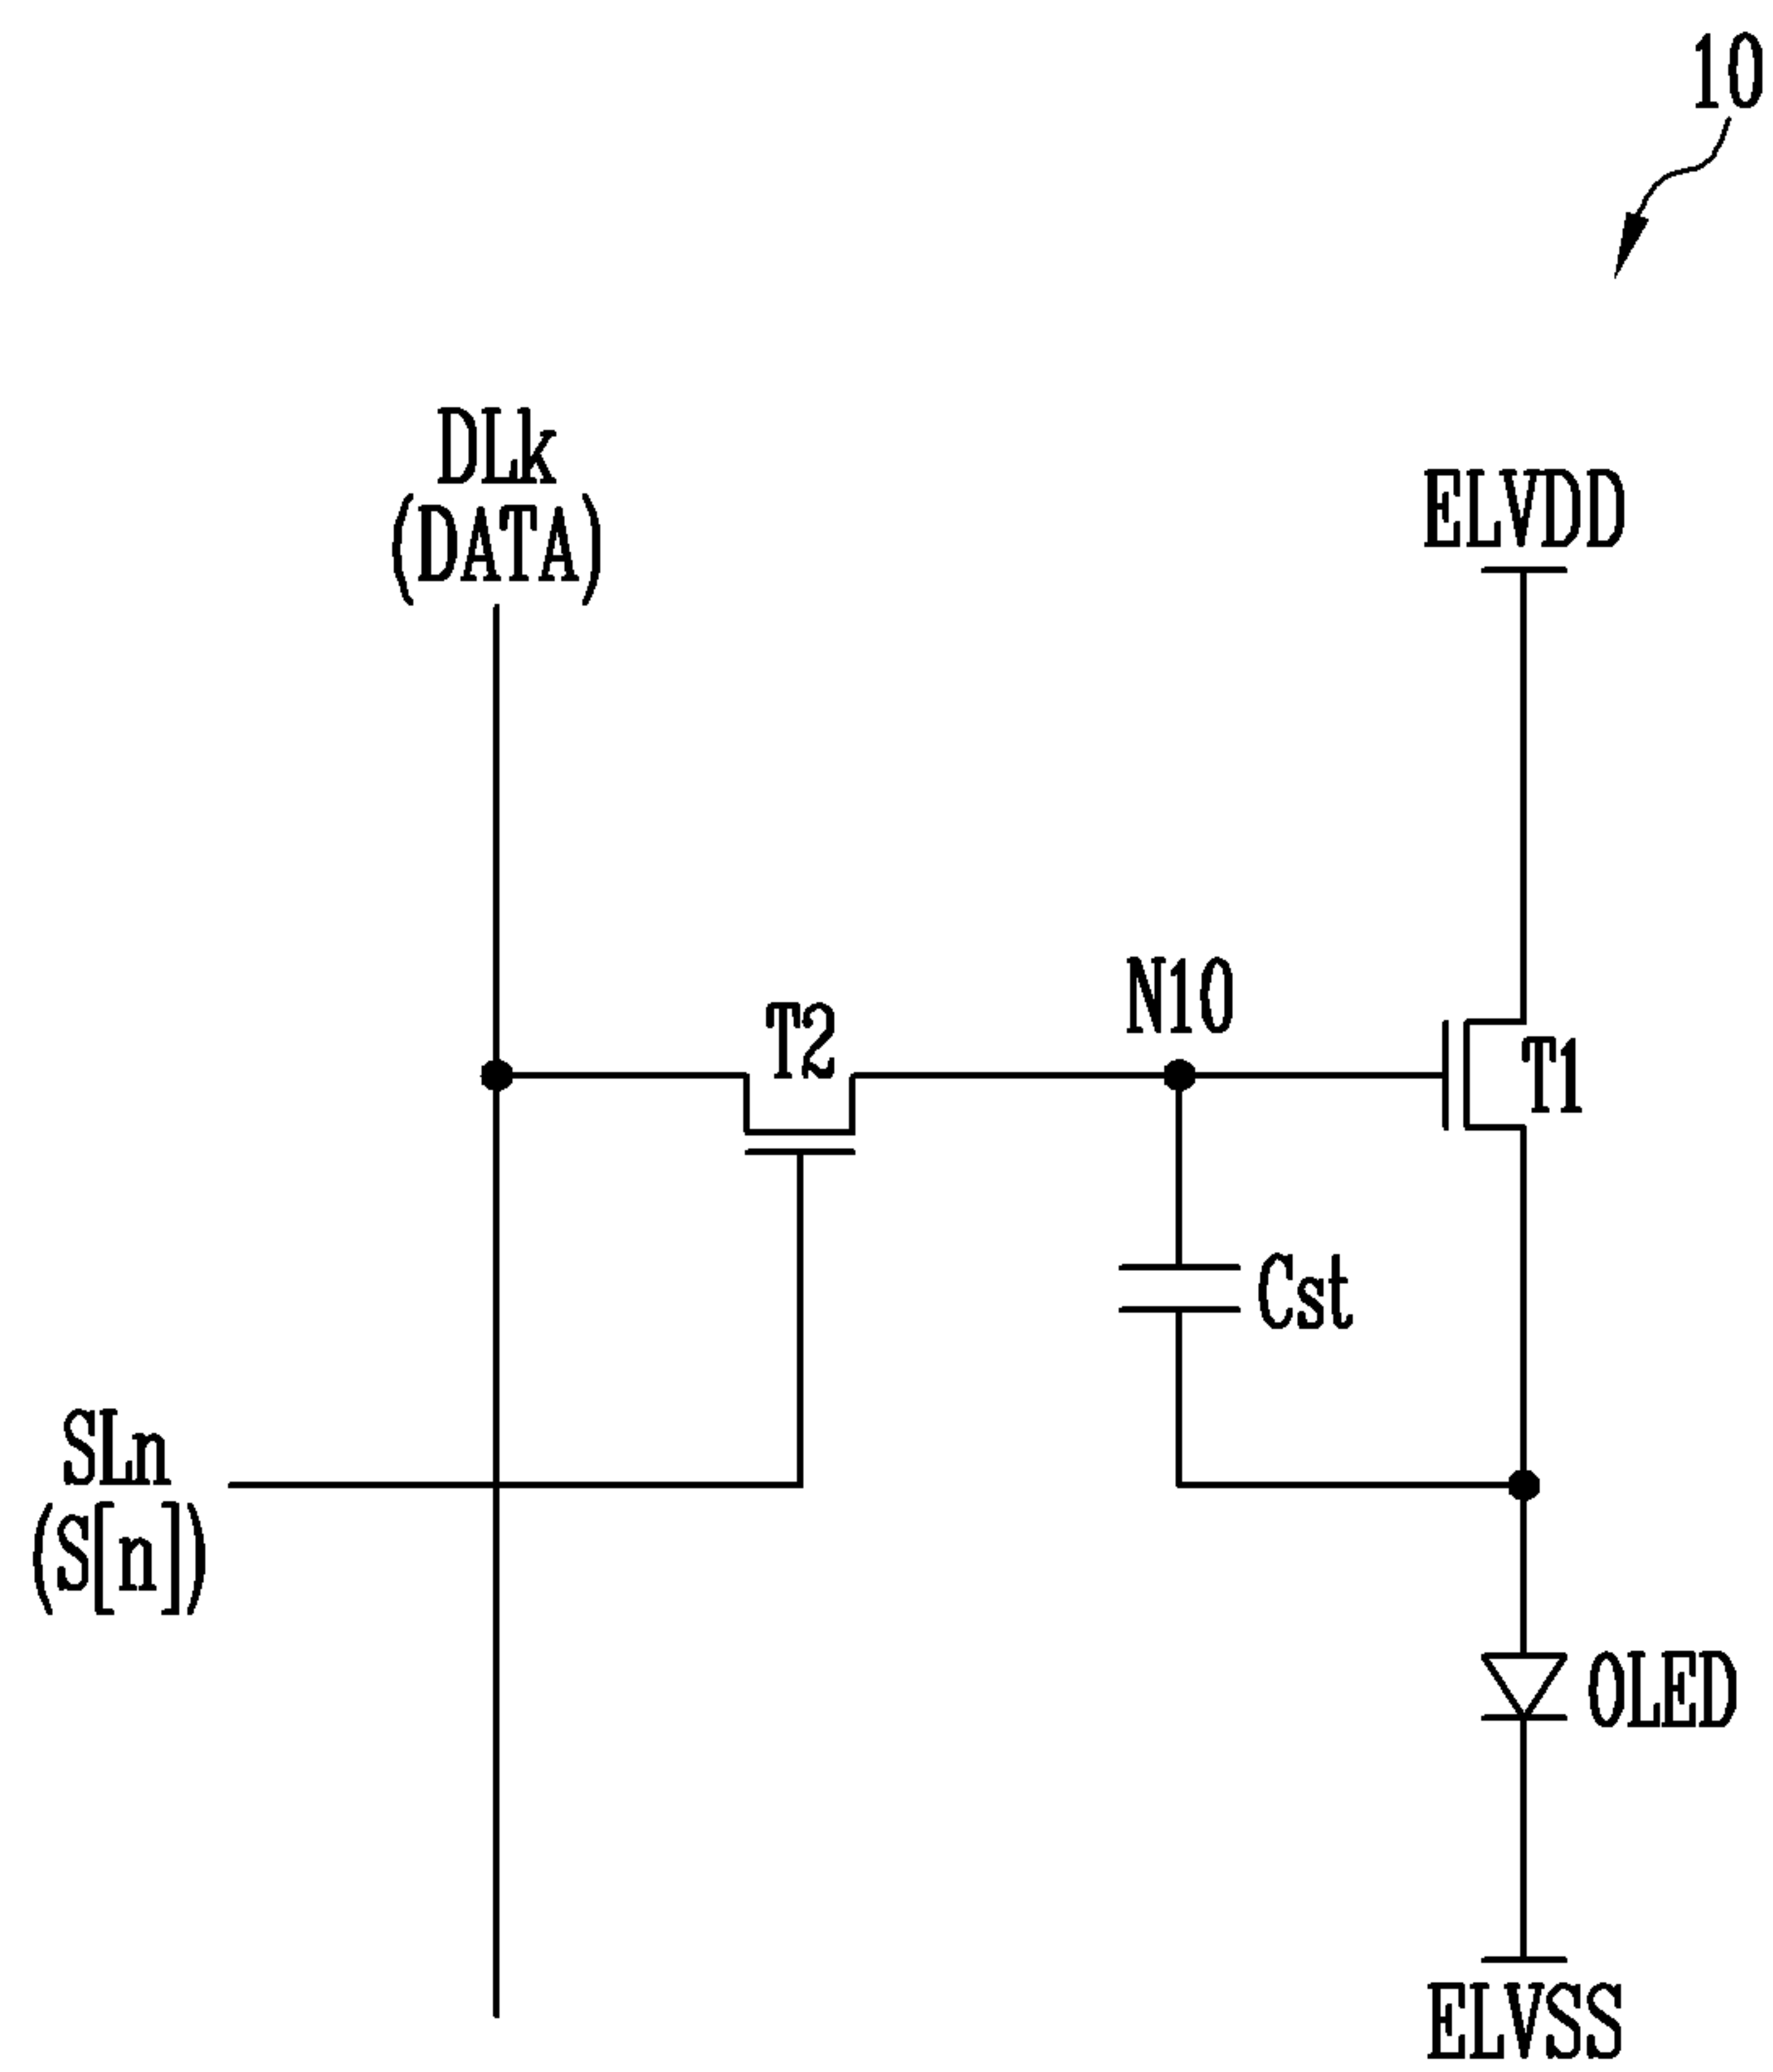 10
DLk
(DATA)
ELVDD
N10
T2
T1
Cst
SLn
(S[n])
OLED
ELVSS